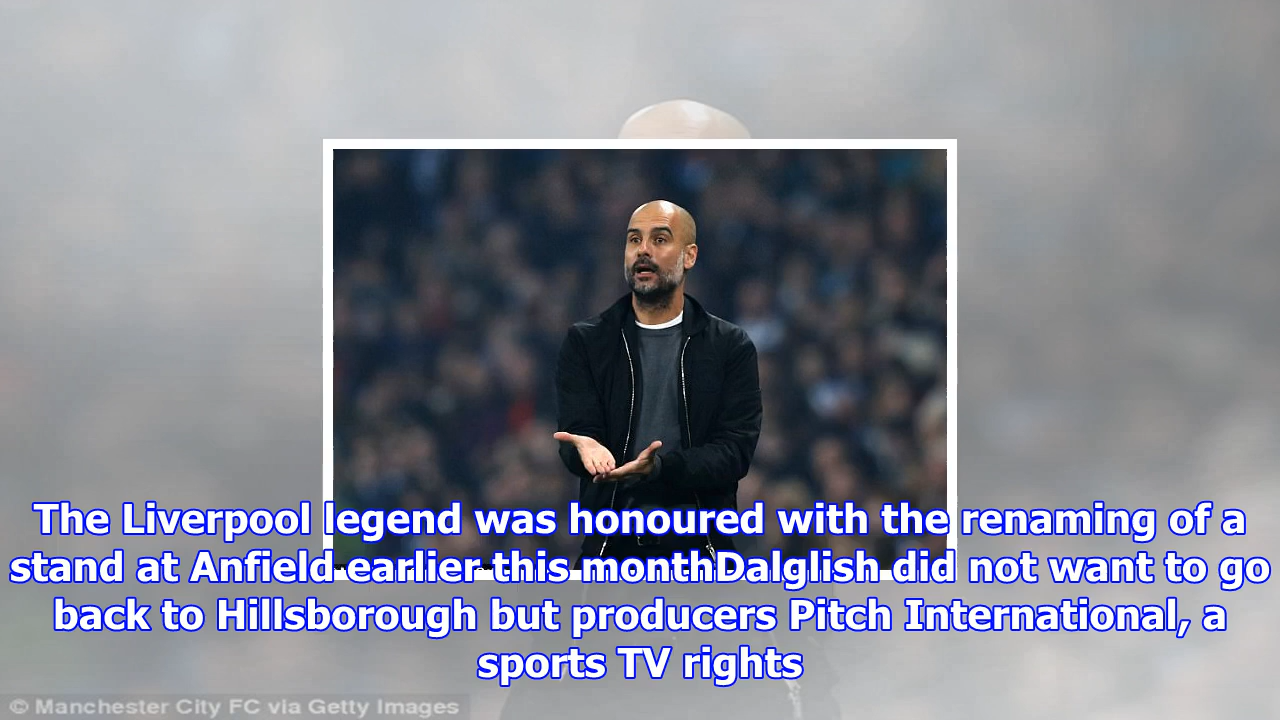 The Liverpool legend was honoured with the renaming of a
stand at Anfield earlier this monthDalglish did not want to go
back to Hillsborough but producers Pitch International, a
sports TV rights
© Manchester City FC via Getty Images